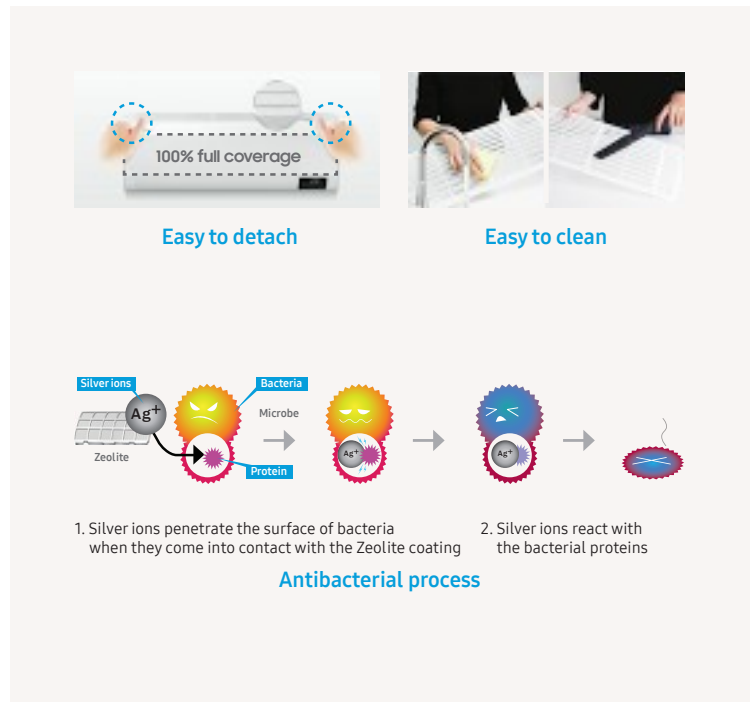 100% full coverage
Easy to detach
Easy to clean
Silver ions
Bacteria
Ag+
Microbe
Zeolite
Protein
Ag+
Ag+
1. Silver ions penetrate the surface of bacteria
when they come into contact with the Zeolite coating
2. Silver ions react with
the bacterial proteins
Antibacterial process